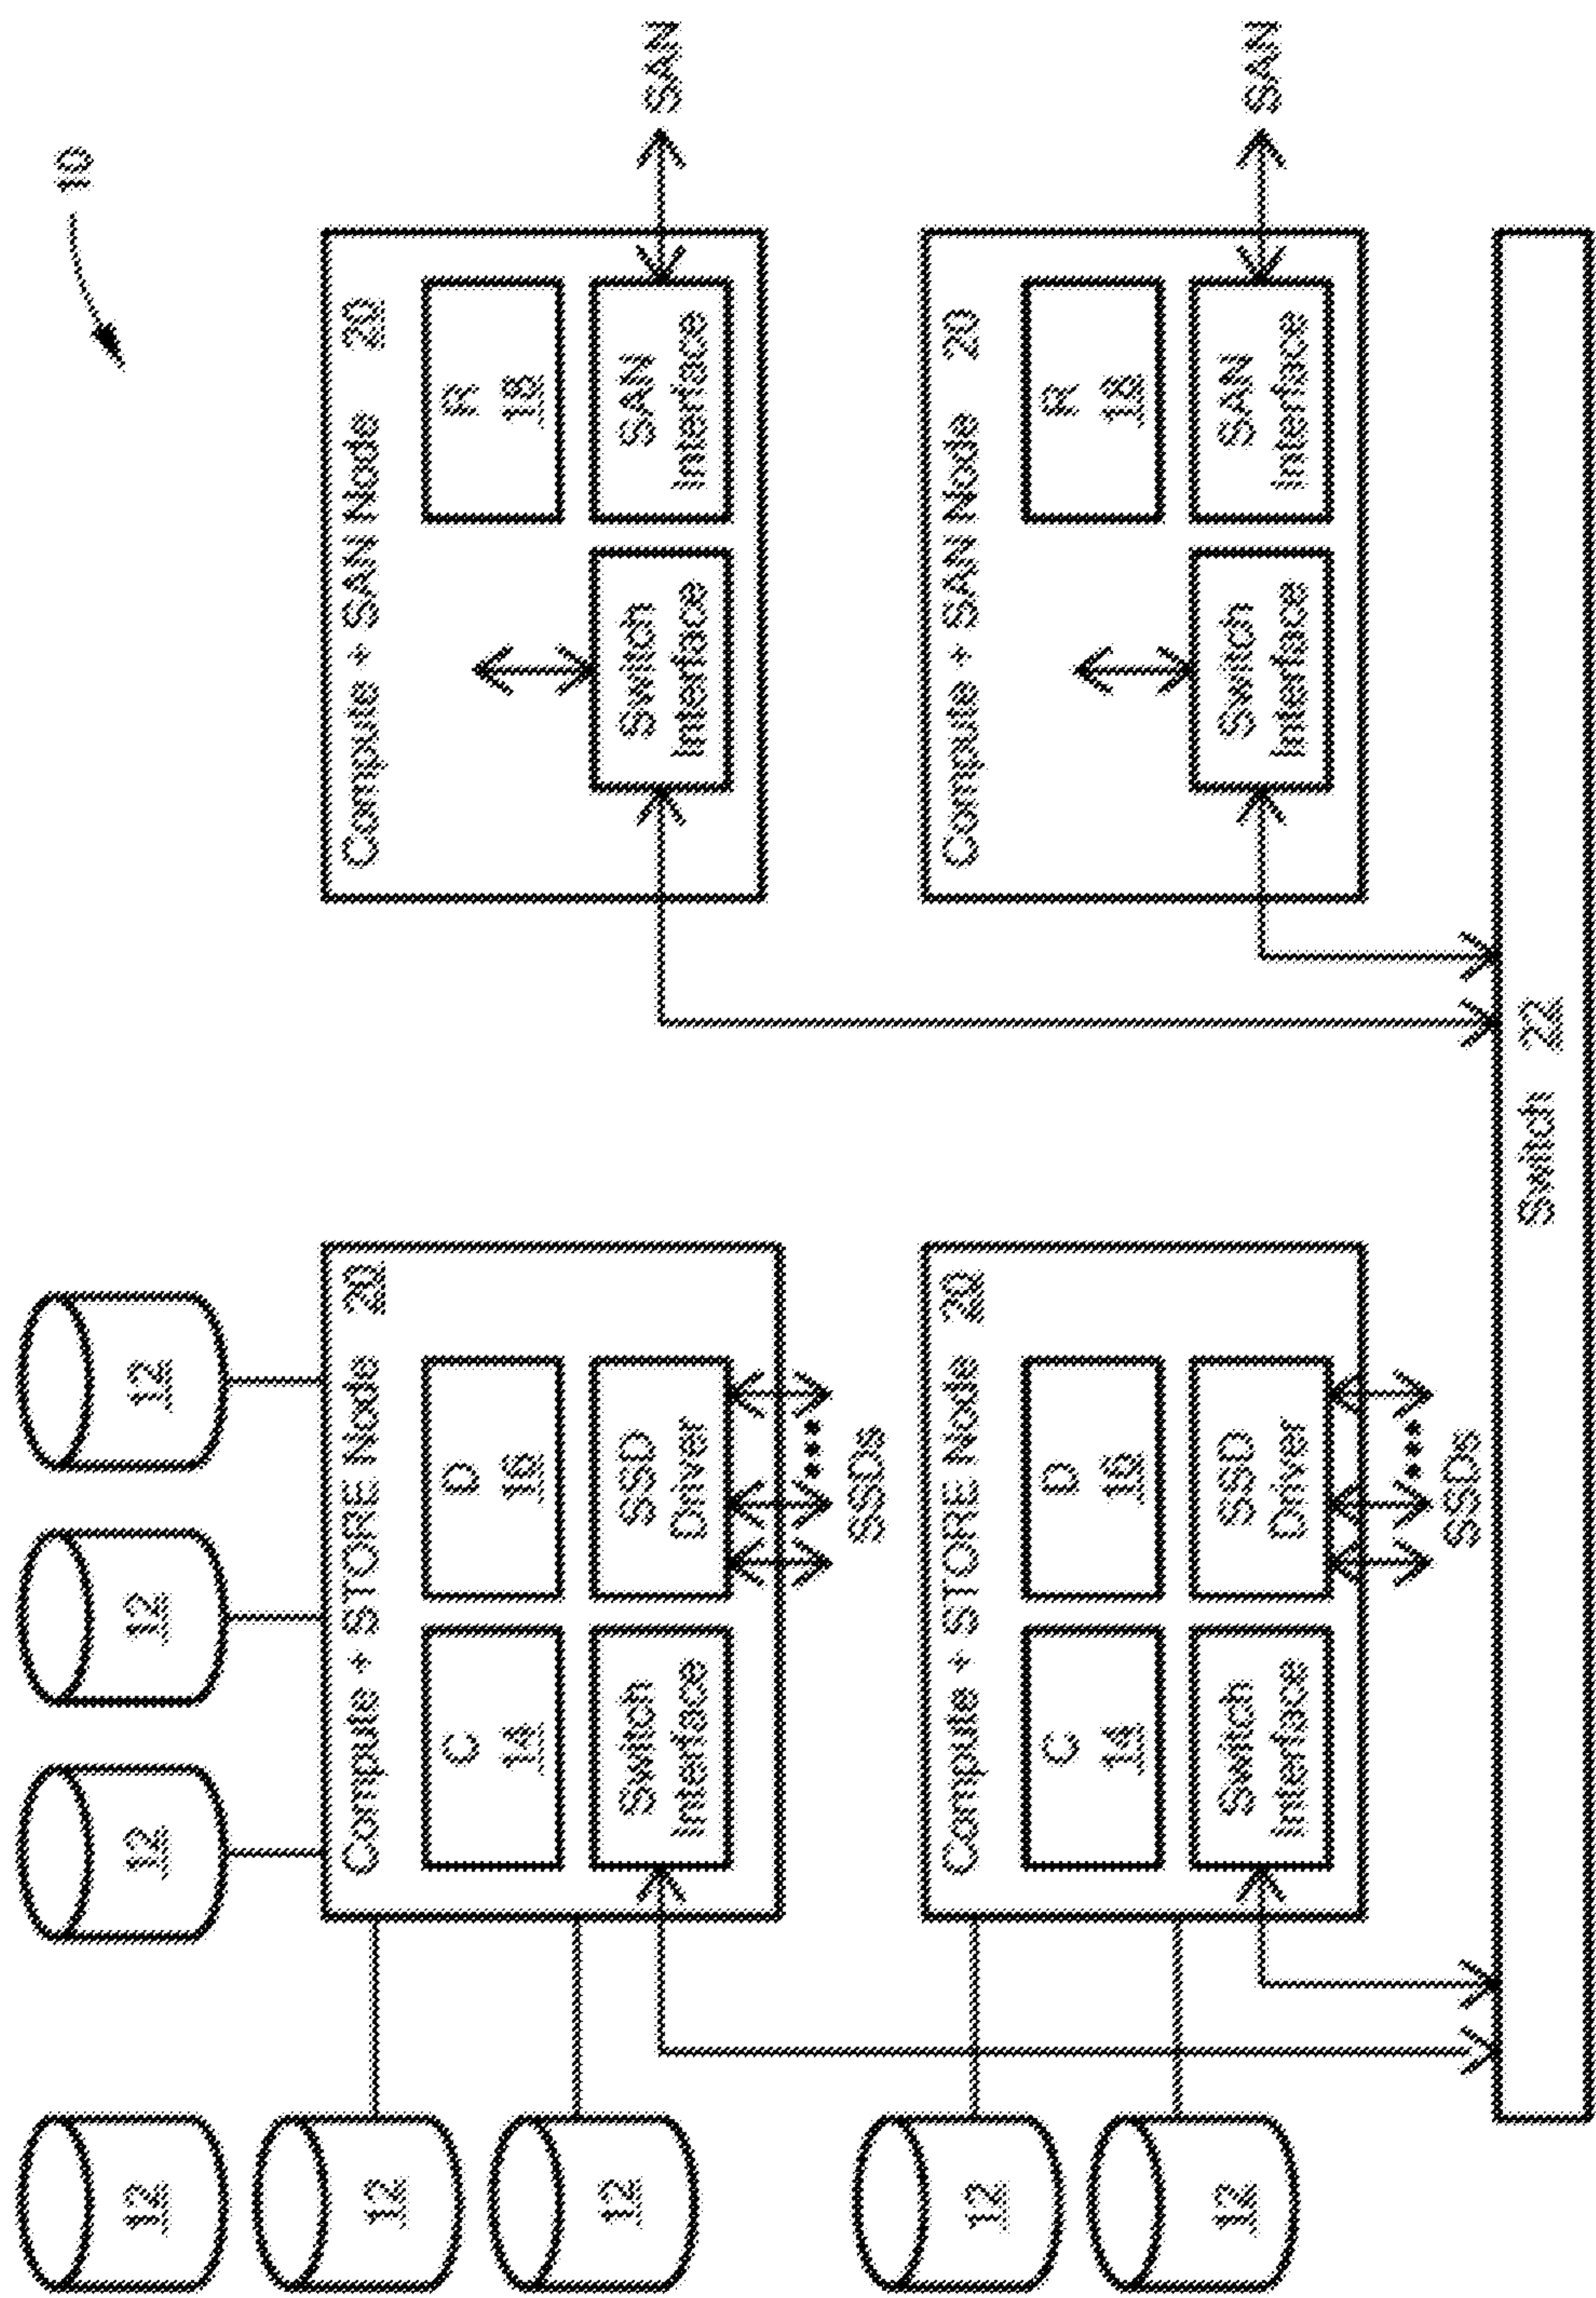 10
12
12
12
12
12
12
Compute + STORE Node 20
C
14
D
16
Switch
Interface
SSD
Driver
SSDs
Compute + SAN Node 20
R
18
Switch
Interface
SAN
Interface
SAN
12
12
Compute + STORE Node 20
C
14
D
16
Switch
Interface
SSD
Driver
SSDs
Compute + SAN Node 20
R
18
Switch
Interface
SAN
Interface
SAN
Switch 22